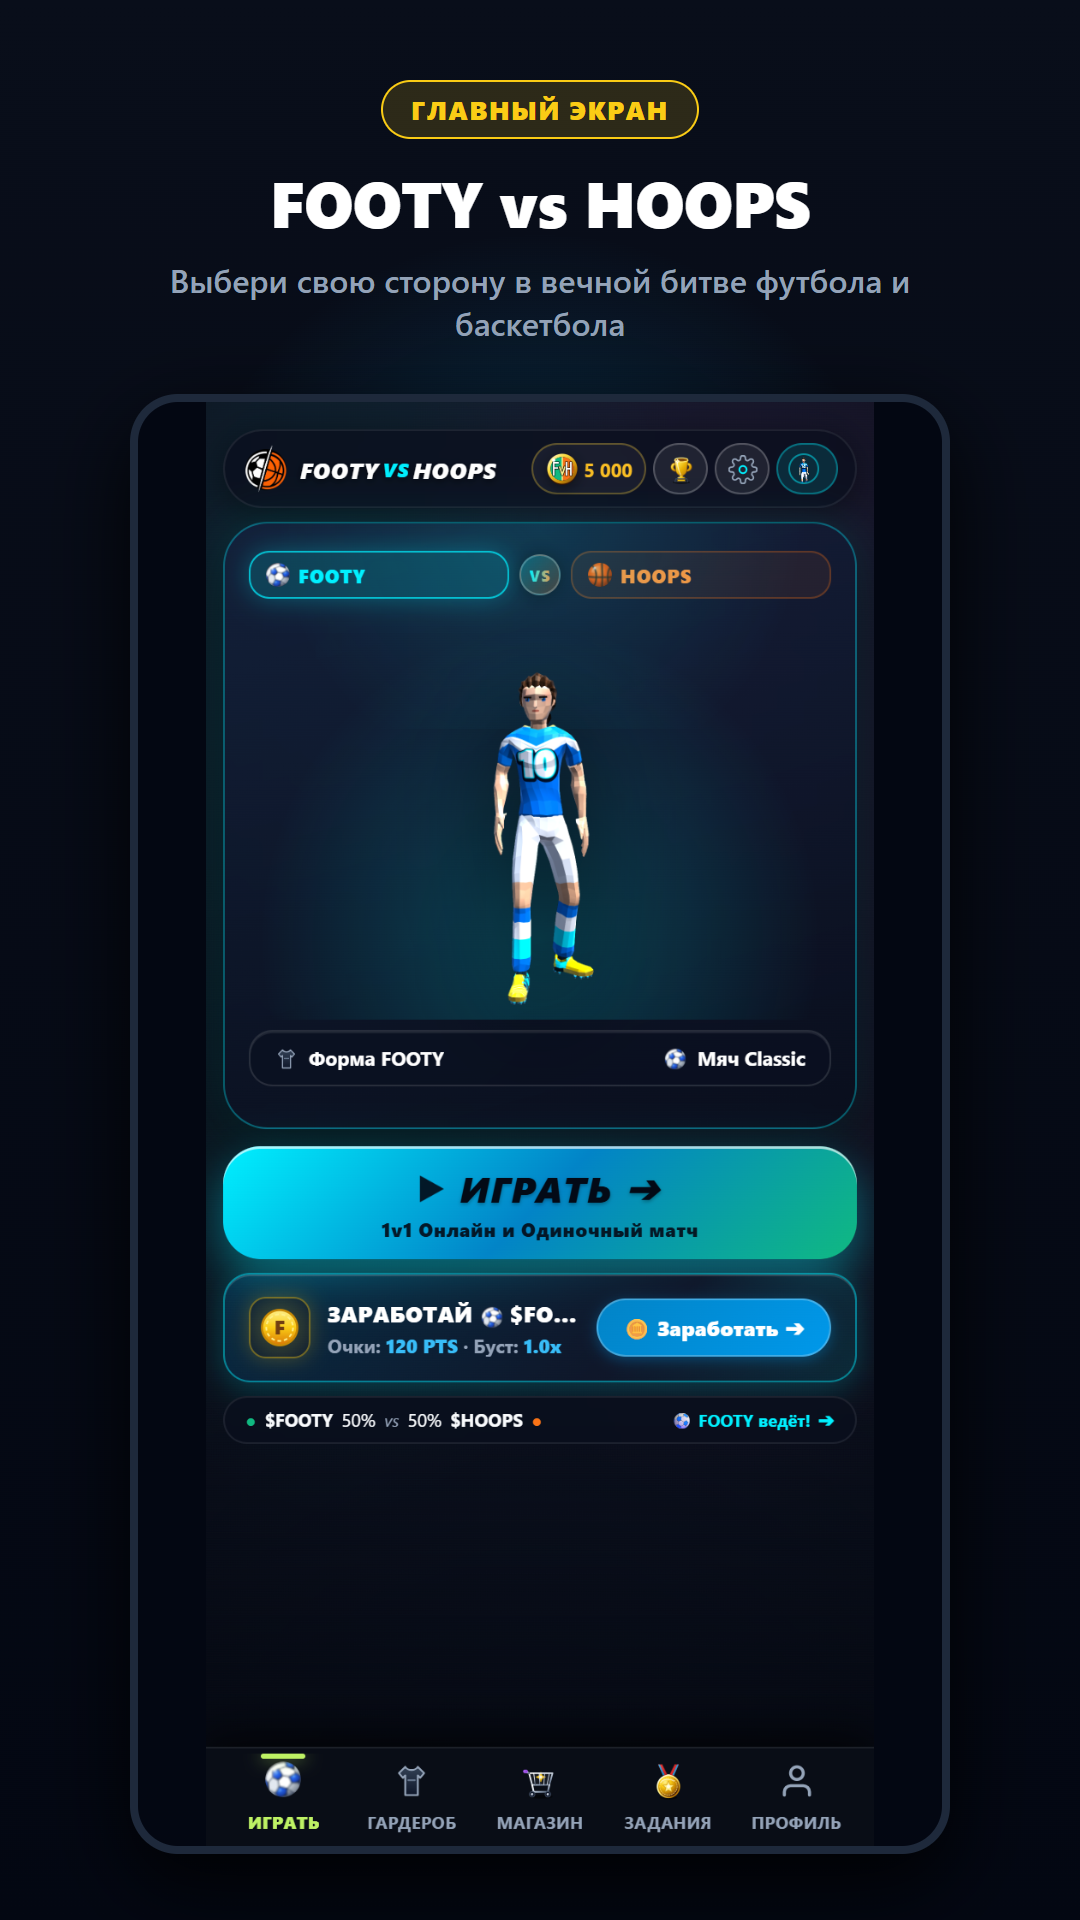 ГЛАВНЫЙ ЭКРАН
FOOTY vs HOOPS
Выбери свою сторону в вечной битве футбола и
баскетбола
FOOTY VS HOOPS
FVH 5 000
FOOTY
VS
HOOPS
10
Форма FOOTY
Мяч Classic
▶ ИГРАТЬ ➔
1v1 Онлайн и Одиночный матч
F
ЗАРАБОТАЙ ⚽ $FO...
Очки: 120 PTS · Буст: 1.0x
Заработать ➔
$FOOTY 50% vs 50% $HOOPS
FOOTY ведёт! ➔
ИГРАТЬ
ГАРДЕРОБ
МАГАЗИН
ЗАДАНИЯ
ПРОФИЛЬ